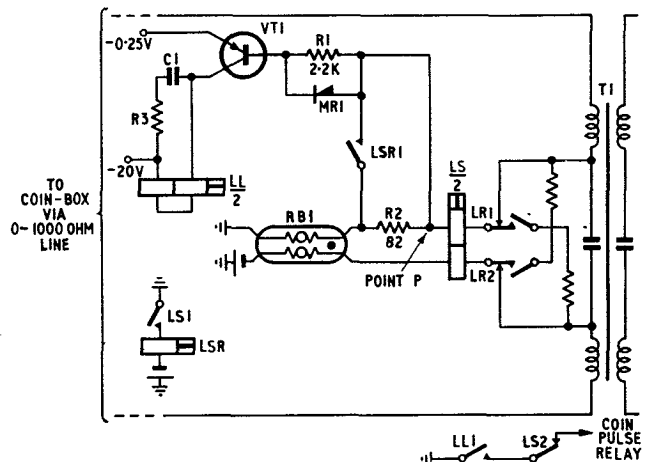 -0.25V
VT1
C1
R1
2.2K
MR1
T1
R3
LSR1
-20V
LL
2
TO
COIN-BOX
VIA
0-1000 OHM
LINE
RB1
R2
82
LS
2
LR1
LR2
POINT P
LS1
LSR
LL1
LS2
COIN
PULSE
RELAY